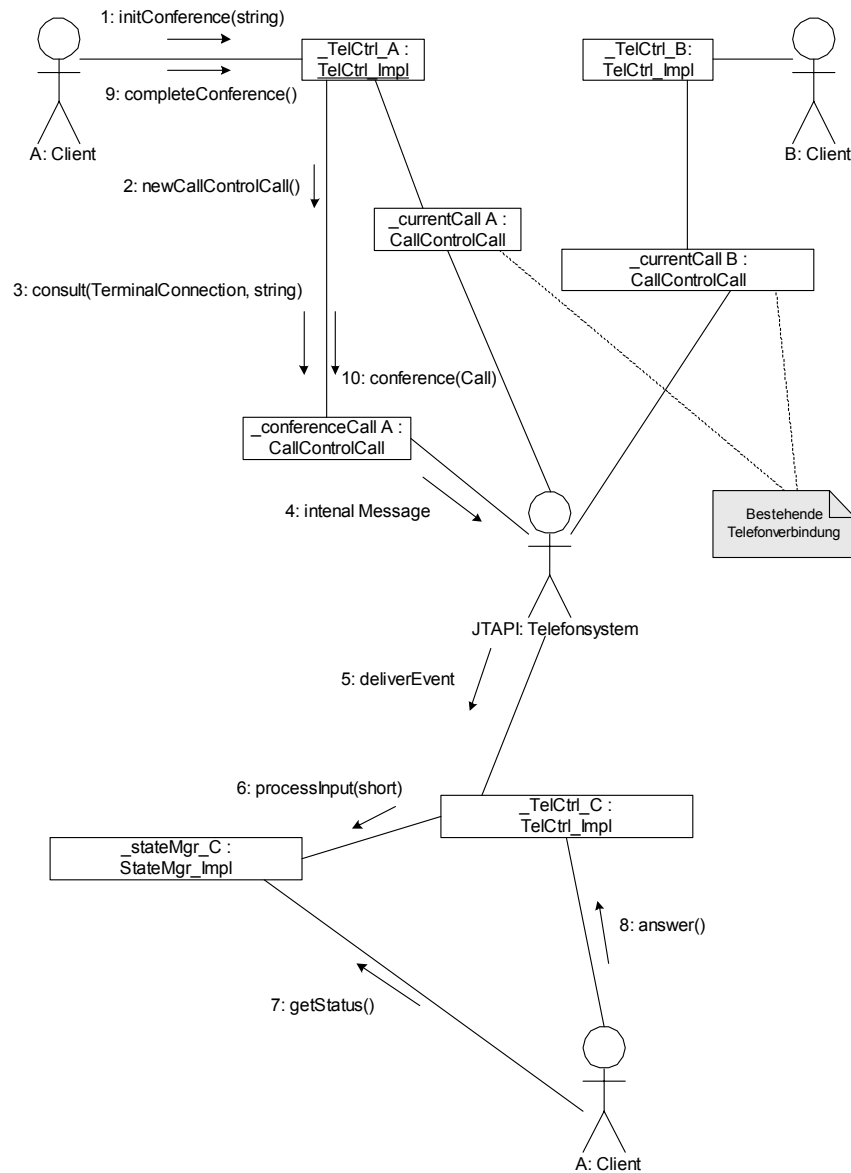 1: initConference(string)
_TelCtrl_A :
TelCtrl_Impl
_TelCtrl_B:
TelCtrl_Impl
9: completeConference()
A: Client
B: Client
2: newCallControlCall()
_currentCall A :
CallControlCall
_currentCall B :
CallControlCall
3: consult(TerminalConnection, string)
10: conference(Call)
_conferenceCall A :
CallControlCall
4: intenal Message
Bestehende
Telefonverbindung
JTAPI: Telefonsystem
5: deliverEvent
6: processInput(short)
_TelCtrl_C :
TelCtrl_Impl
_stateMgr_C :
StateMgr_Impl
8: answer()
7: getStatus()
A: Client